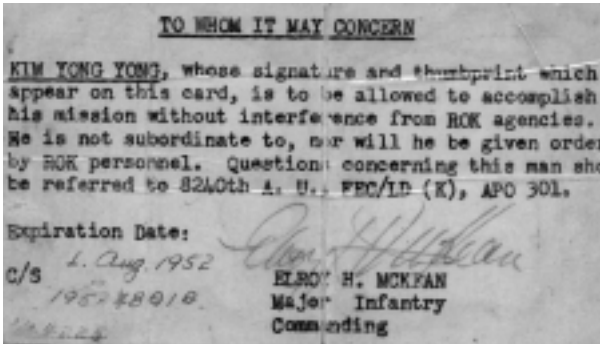 TO WHOM IT MAY CONCERN
KIM YONG YONG, whose signature and thumbprint which
appear on this card, is to be allowed to accomplish
his mission without interference from ROK agencies.
He is not subordinate to, nor will he be given order
by ROK personnel. Questions concerning this man sho
be referred to 8240th A. U., FEC/LD (K), APO 301.
Expiration Date:
Aug. 1952
C/S
ELROY H. MCKEAN
Major Infantry
Commanding